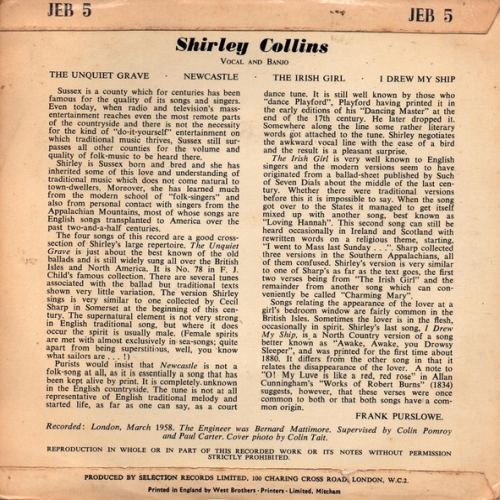 JEB 5
JEB 5
Shirley Collins
VOCAL AND BANJO
THE UNQUIET GRAVE · NEWCASTLE · THE IRISH GIRL · I DREW MY SHIP
Sussex is a county which for centuries has been
famous for the quality of its songs and singers.
Even today, when radio and television's mass-
entertainment reaches even the most remote parts
of the countryside and there is not the necessity
for the kind of "do-it-yourself" entertainment on
which traditional music thrives, Sussex still sur-
passes all other counties for the volume and
quality of folk-music to be heard there.
Shirley is Sussex born and bred and she has
inherited some of this love and understanding of
traditional music which does not come natural to
town-dwellers. Moreover, she has learned much
from the modern school of "folk-singers" and
also from personal contact with singers from the
Appalachian Mountains, most of whose songs are
English songs transplanted to America over the
past two-and-a-half centuries.
The four songs of this record are a good cross-
section of Shirley's large repertoire. The Unquiet
Grave is just about the best known of the old
ballads and is still widely sung all over the British
Isles and North America. It is No. 78 in F. J.
Child's famous collection. There are several tunes
associated with the ballad but traditional texts
shown very little variation. The version Shirley
sings is very similar to one collected by Cecil
Sharp in Somerset at the beginning of this cen-
tury. The supernatural element is not very strong
in English traditional song, but where it does
occur the spirit is usually male. (Female spirits
are met with almost exclusively in sea-songs; quite
apart from being superstitious, well, you know
what sailors are . . . !)
Purists would insist that Newcastle is not a
folk-song at all, as it is essentially a song that has
been kept alive by print. It is completely unknown
in the English countryside. The tune is not at all
representative of English traditional melody and
started life, as far as one can say, as a court
dance tune. It is still well known by those who
"dance Playford", Playford having printed it in
the early editions of his "Dancing Master" at the
end of the 17th century. He later dropped it.
Somewhere along the line some rather literary
words got attached to the tune. Shirley negotiates
the awkward vocal line with the ease of a bird
and the result is a pleasant surprise.
The Irish Girl is very well known to English
singers and the modern versions seem to have
originated from a ballad-sheet published by Such
of Seven Dials about the middle of the last cen-
tury. Whether there were traditional versions
before this it is impossible to say. When the song
got over to the States it managed to get itself
mixed up with another song, best known as
"Loving Hannah". This second song can still be
heard occasionally in Ireland and Scotland with
rewritten words on a religious theme, starting,
"I went to Mass last Sunday . . .". Sharp collected
three versions in the Southern Appalachians, all
of them confused. Shirley's version is very similar
to one of Sharp's as far as the text goes, the first
two verses being from "The Irish Girl" and the
remainder from another song which can con-
veniently be called "Charming Mary".
Songs relating the appearance of the lover at a
girl's bedroom window are fairly common in the
British Isles. Sometimes the lover is in the flesh,
occasionally in spirit. Shirley's last song, I Drew
My Ship, is a North Country version of a song
better known as "Awake, Awake, you Drowsy
Sleeper", and was printed for the first time about
1880. It differs from the other song in that it
relates the disappearance of the lover. A note to
"O! My Luve is like a red, red rose" in Allan
Cunningham's "Works of Robert Burns" (1834)
suggests, however, that these verses were once
common to both or that both songs have a com-
mon origin.
FRANK PURSLOWE.
Recorded: London, March 1958. The Engineer was Bernard Mattimore. Supervised by Colin Pomroy
and Paul Carter. Cover photo by Colin Tait.
REPRODUCTION IN WHOLE OR IN PART OF THIS RECORDED WORK OR ITS NOTES WITHOUT PERMISSION
STRICTLY PROHIBITED.
PRODUCED BY SELECTION RECORDS LIMITED, 100 CHARING CROSS ROAD, LONDON, W.C.2.
Printed in England by West Brothers - Printers - Limited, Mitcham